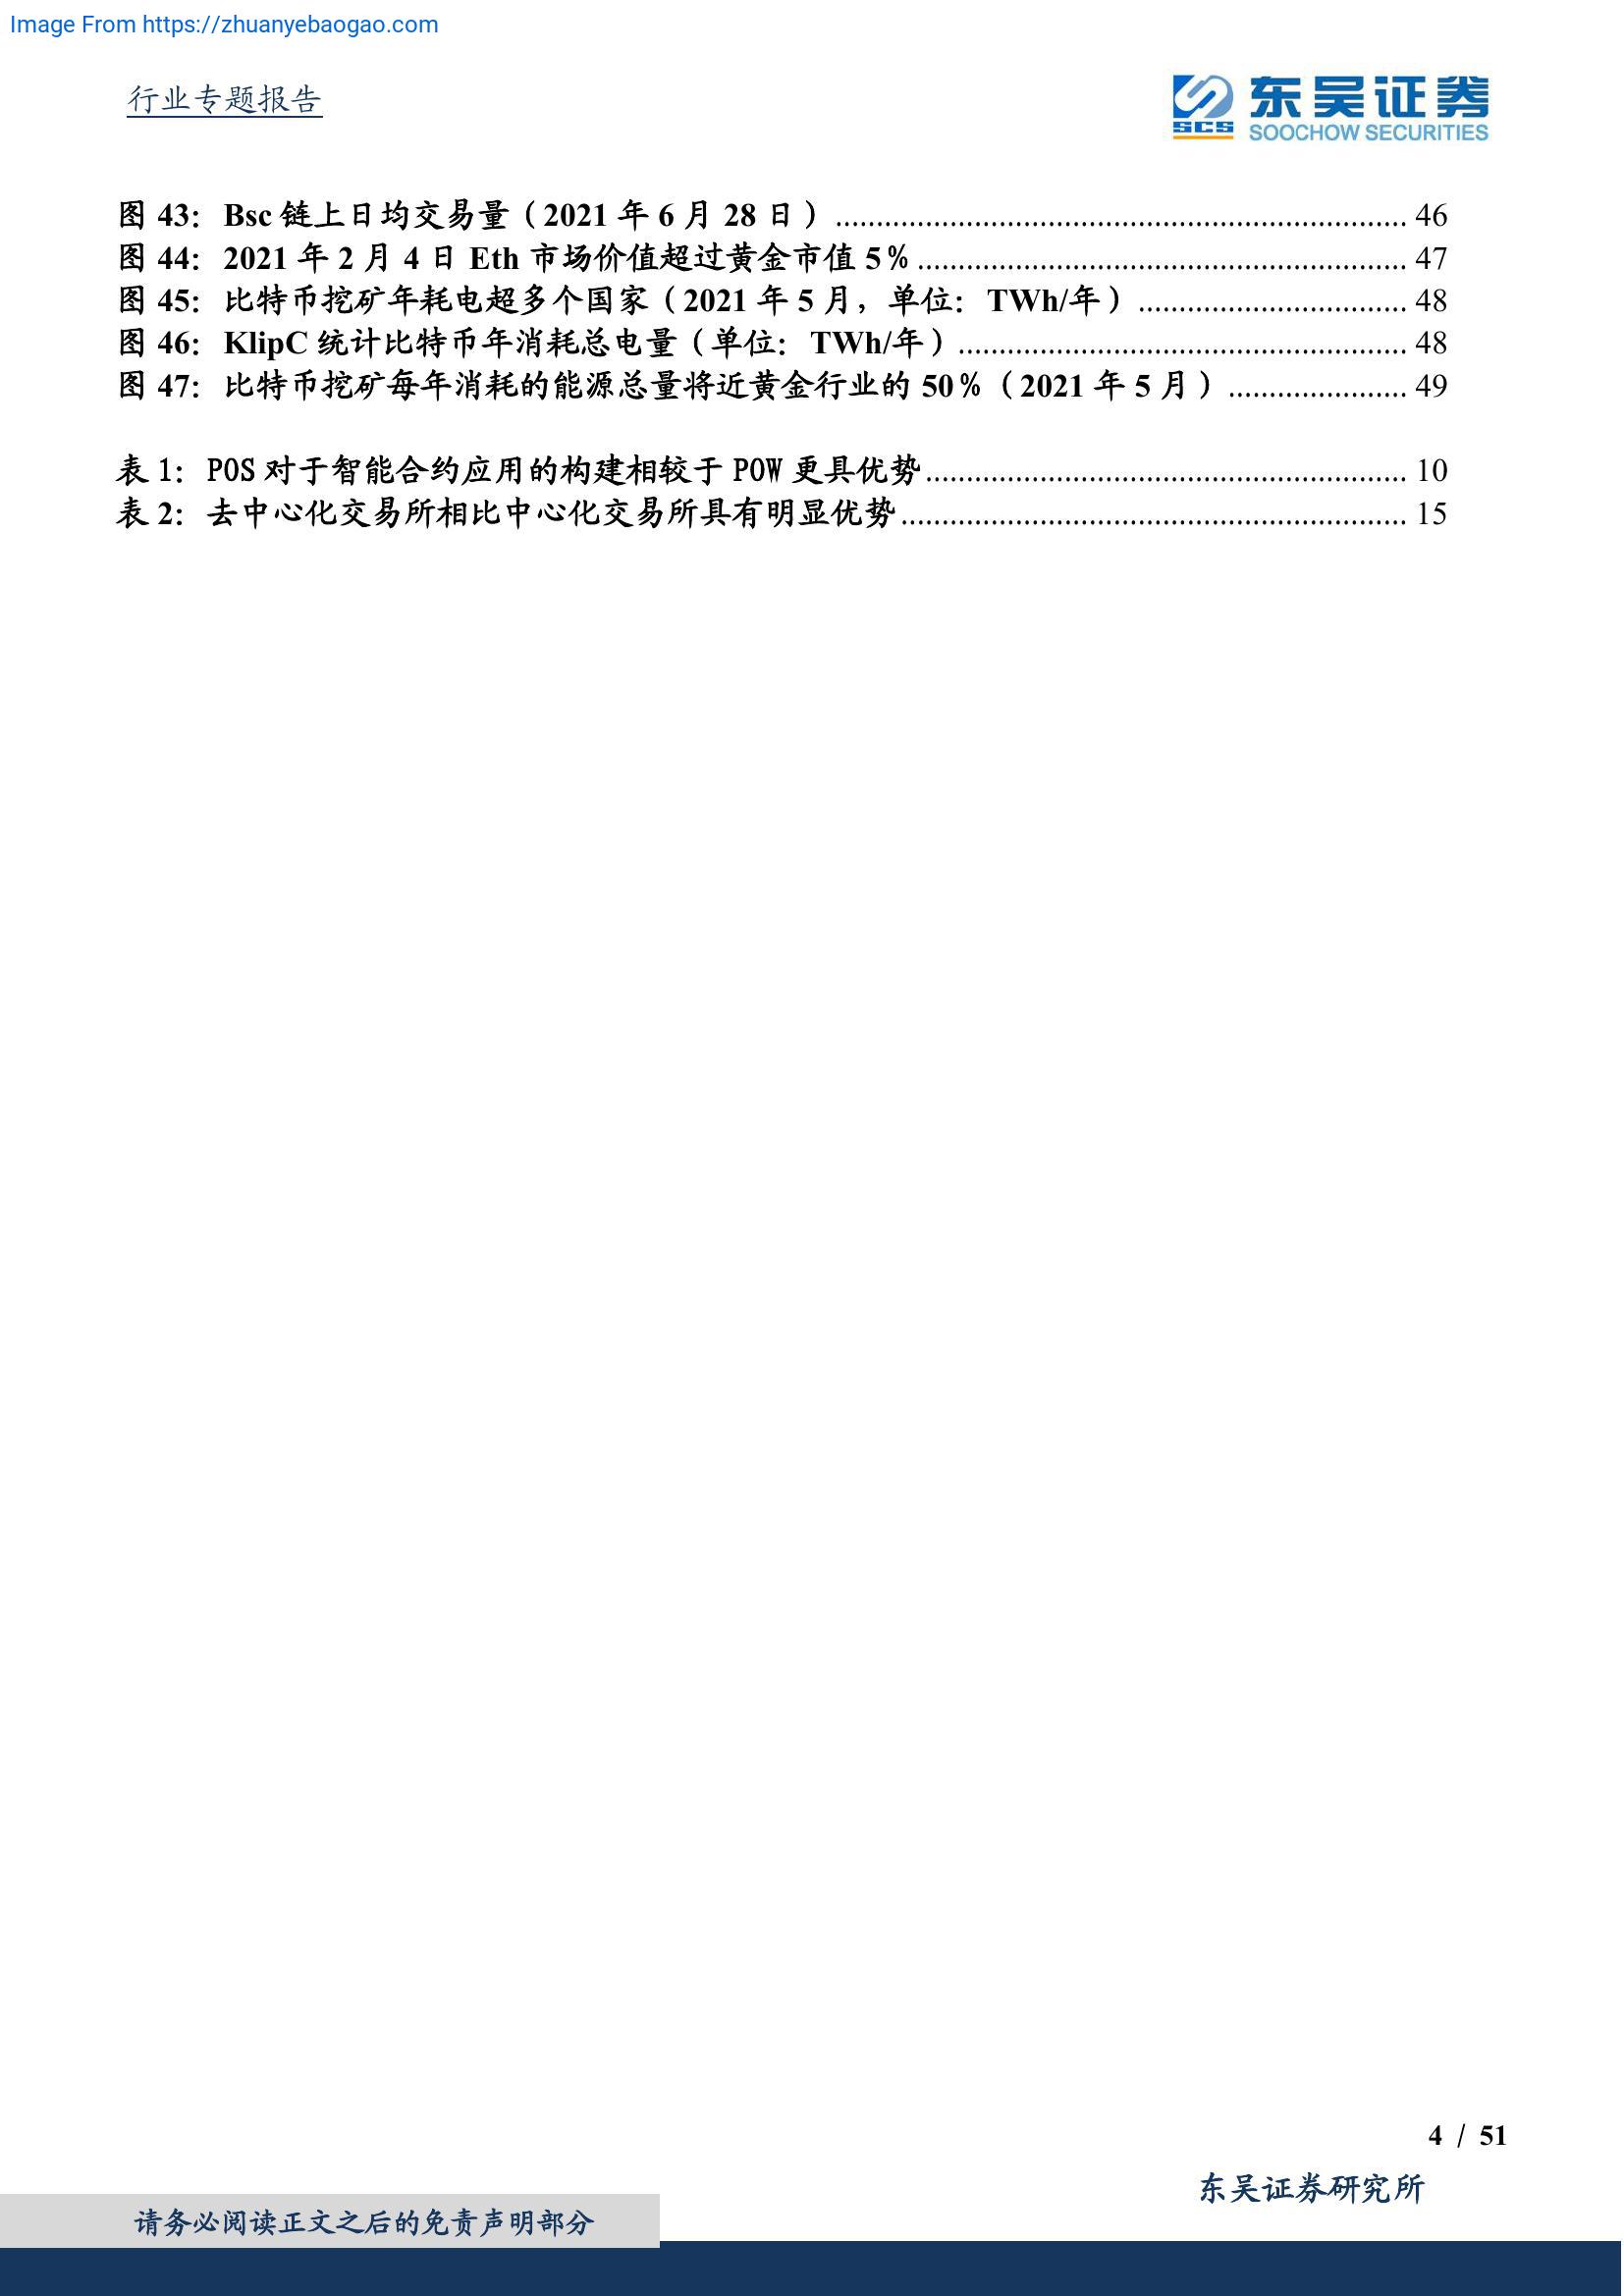 Image From https://zhuanyebaogao.com
行业专题报告
东吴证券
SCS
SOOCHOW SECURITIES
图 43: Bsc 链上日均交易量（2021 年 6 月 28 日）........ 46
图 44: 2021 年 2 月 4 日 Eth 市场价值超过黄金市值 5%........ 47
图 45: 比特币挖矿年耗电超多个国家（2021 年 5 月，单位: TWh/年）........ 48
图 46: KlipC 统计比特币年消耗总电量（单位: TWh/年）........ 48
图 47: 比特币挖矿每年消耗的能源总量将近黄金行业的 50%（2021 年 5 月）........ 49
表 1: POS 对于智能合约应用的构建相较于 POW 更具优势........ 10
表 2: 去中心化交易所相比中心化交易所具有明显优势........ 15
4 / 51
东吴证券研究所
请务必阅读正文之后的免责声明部分